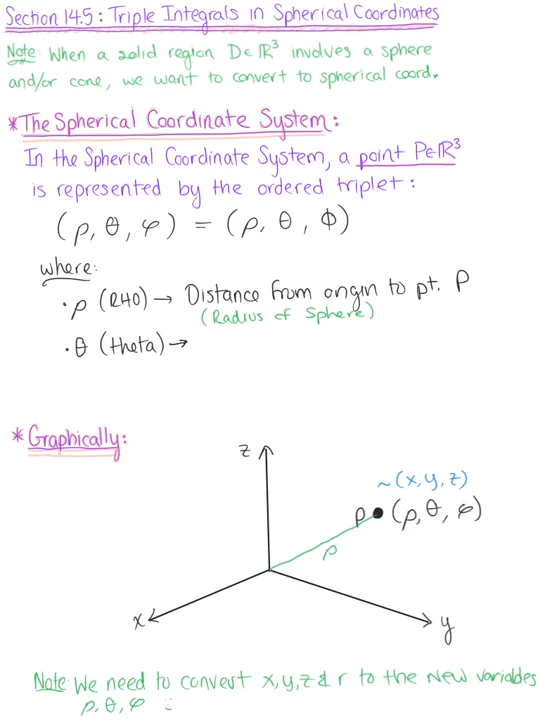 Section 14.5: Triple Integrals in Spherical Coordinates
Note: When a solid region D∈ℝ³ involves a sphere
and/or cone, we want to convert to spherical coord.
*The Spherical Coordinate System:
In the Spherical Coordinate System, a point P∈ℝ³
is represented by the ordered triplet:
(ρ, θ, φ) = (ρ, θ, ϕ)
where:
• ρ (RHO) → Distance from origin to pt. P
(Radius of Sphere)
• θ (theta) →
*Graphically:
z
~(x, y, z)
P (ρ, θ, φ)
ρ
x
y
Note: We need to convert x, y, z & r to the new variables
ρ, θ, φ